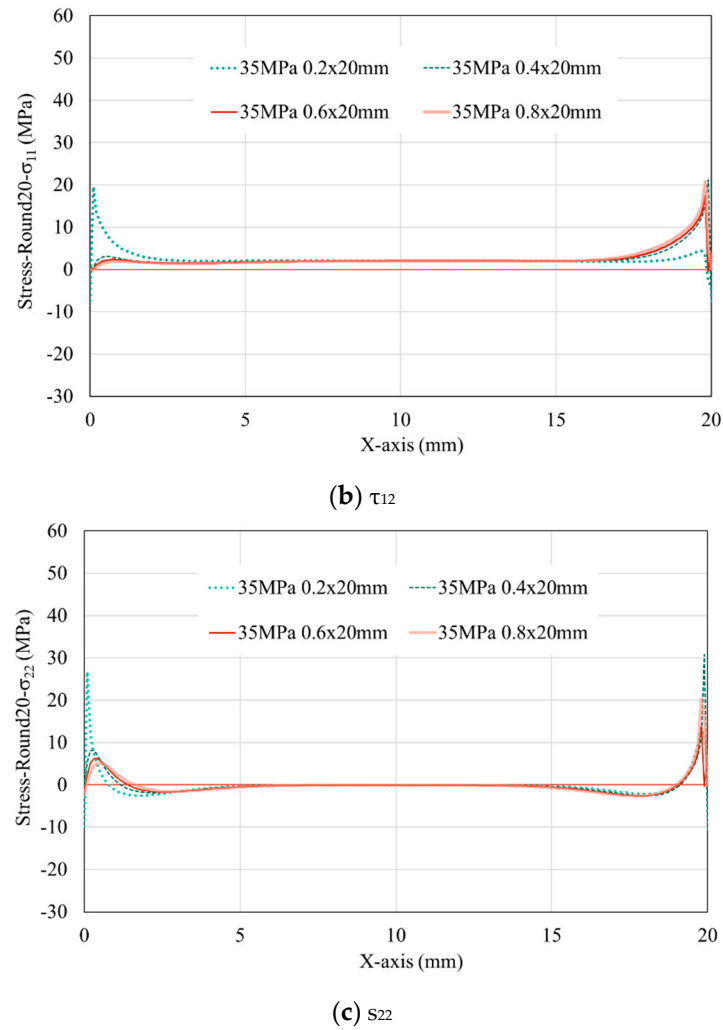 60
50
40
30
20
10
0
-10
-20
-30
Stress-Round20-σ₁₁ (MPa)
35MPa 0.2x20mm 35MPa 0.4x20mm
35MPa 0.6x20mm 35MPa 0.8x20mm
0 5 10 15 20
X-axis (mm)
(b) τ₁₂
60
50
40
30
20
10
0
-10
-20
-30
Stress-Round20-σ₂₂ (MPa)
35MPa 0.2x20mm 35MPa 0.4x20mm
35MPa 0.6x20mm 35MPa 0.8x20mm
0 5 10 15 20
X-axis (mm)
(c) s₂₂